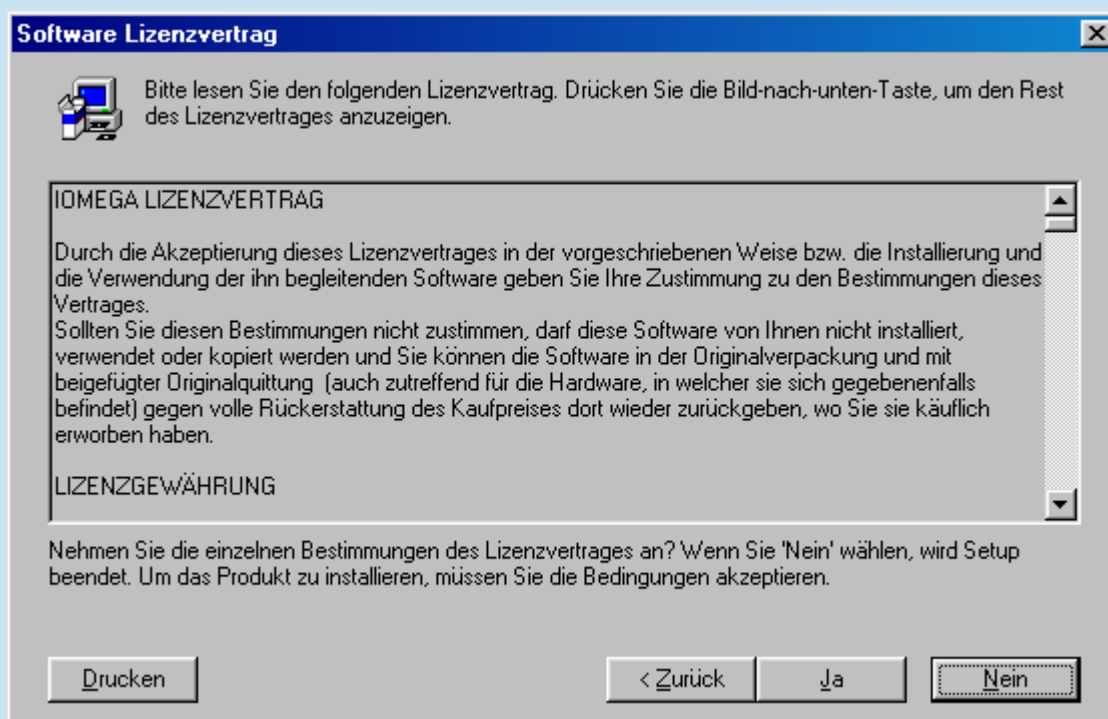 Software Lizenzvertrag
Bitte lesen Sie den folgenden Lizenzvertrag. Drücken Sie die Bild-nach-unten-Taste, um den Rest
des Lizenzvertrages anzuzeigen.
IOMEGA LIZENZVERTRAG
Durch die Akzeptierung dieses Lizenzvertrages in der vorgeschriebenen Weise bzw. die Installierung und
die Verwendung der ihn begleitenden Software geben Sie Ihre Zustimmung zu den Bestimmungen dieses
Vertrages.
Sollten Sie diesen Bestimmungen nicht zustimmen, darf diese Software von Ihnen nicht installiert,
verwendet oder kopiert werden und Sie können die Software in der Originalverpackung und mit
beigefügter Originalquittung  (auch zutreffend für die Hardware, in welcher sie sich gegebenenfalls
befindet) gegen volle Rückerstattung des Kaufpreises dort wieder zurückgeben, wo Sie sie käuflich
erworben haben.
LIZENZGEWÄHRUNG
Nehmen Sie die einzelnen Bestimmungen des Lizenzvertrages an? Wenn Sie 'Nein' wählen, wird Setup
beendet. Um das Produkt zu installieren, müssen Sie die Bedingungen akzeptieren.
Drucken
< Zurück
Ja
Nein